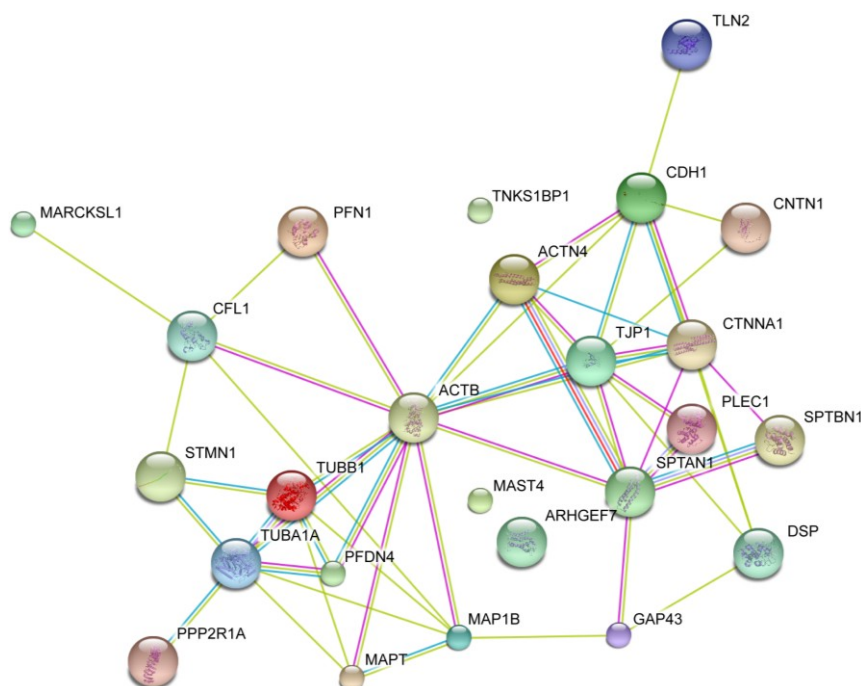 TLN2
CDH1
MARCKSL1
PFN1
TNKS1BP1
CNTN1
ACTN4
CFL1
TJP1
CTNNA1
ACTB
PLEC1
SPTBN1
STMN1
TUBB1
SPTAN1
MAST4
ARHGEF7
DSP
TUBA1A
PFDN4
PPP2R1A
MAP1B
GAP43
MAPT